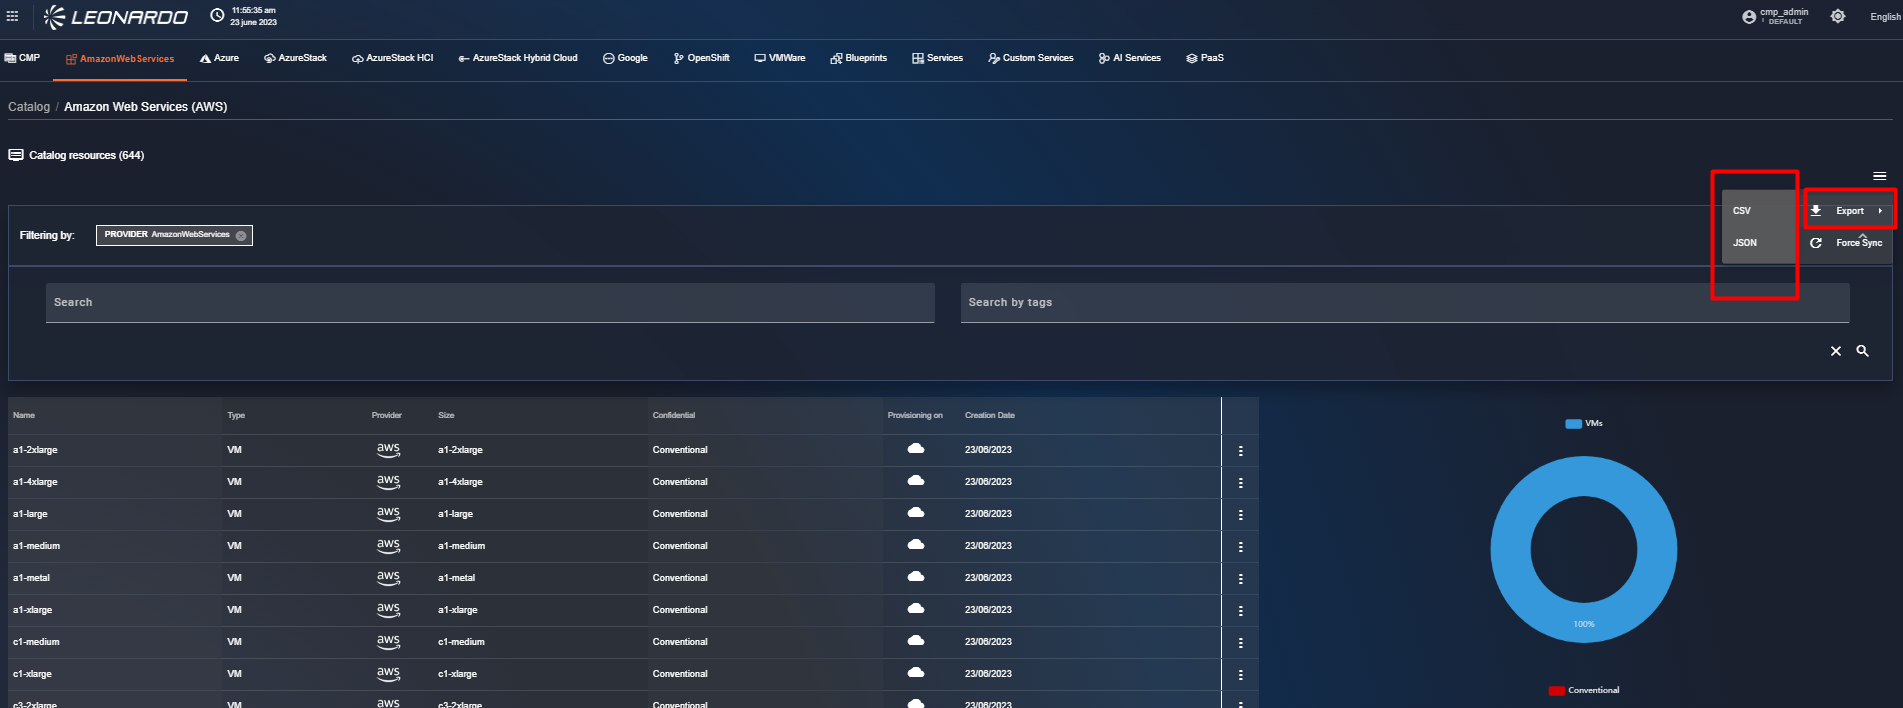 LEONARDO
11:55:35 am
23 june 2023
cmp_admin
DEFAULT
English
CMP
AmazonWebServices
Azure
AzureStack
AzureStack HCI
AzureStack Hybrid Cloud
Google
OpenShift
VMWare
Blueprints
Services
Custom Services
AI Services
PaaS
Catalog / Amazon Web Services (AWS)
Catalog resources (644)
CSV
JSON
Export
Force Sync
Filtering by:
PROVIDER AmazonWebServices
Search
Search by tags
Name Type Provider Size Confidential Provisioning on Creation Date
a1-2xlarge VM aws a1-2xlarge Conventional 23/06/2023
a1-4xlarge VM aws a1-4xlarge Conventional 23/06/2023
a1-large VM aws a1-large Conventional 23/06/2023
a1-medium VM aws a1-medium Conventional 23/06/2023
a1-metal VM aws a1-metal Conventional 23/06/2023
a1-xlarge VM aws a1-xlarge Conventional 23/06/2023
c1-medium VM aws c1-medium Conventional 23/06/2023
c1-xlarge VM aws c1-xlarge Conventional 23/06/2023
c3-2xlarge VM aws c3-2xlarge Conventional 23/06/2023
VMs
100%
Conventional